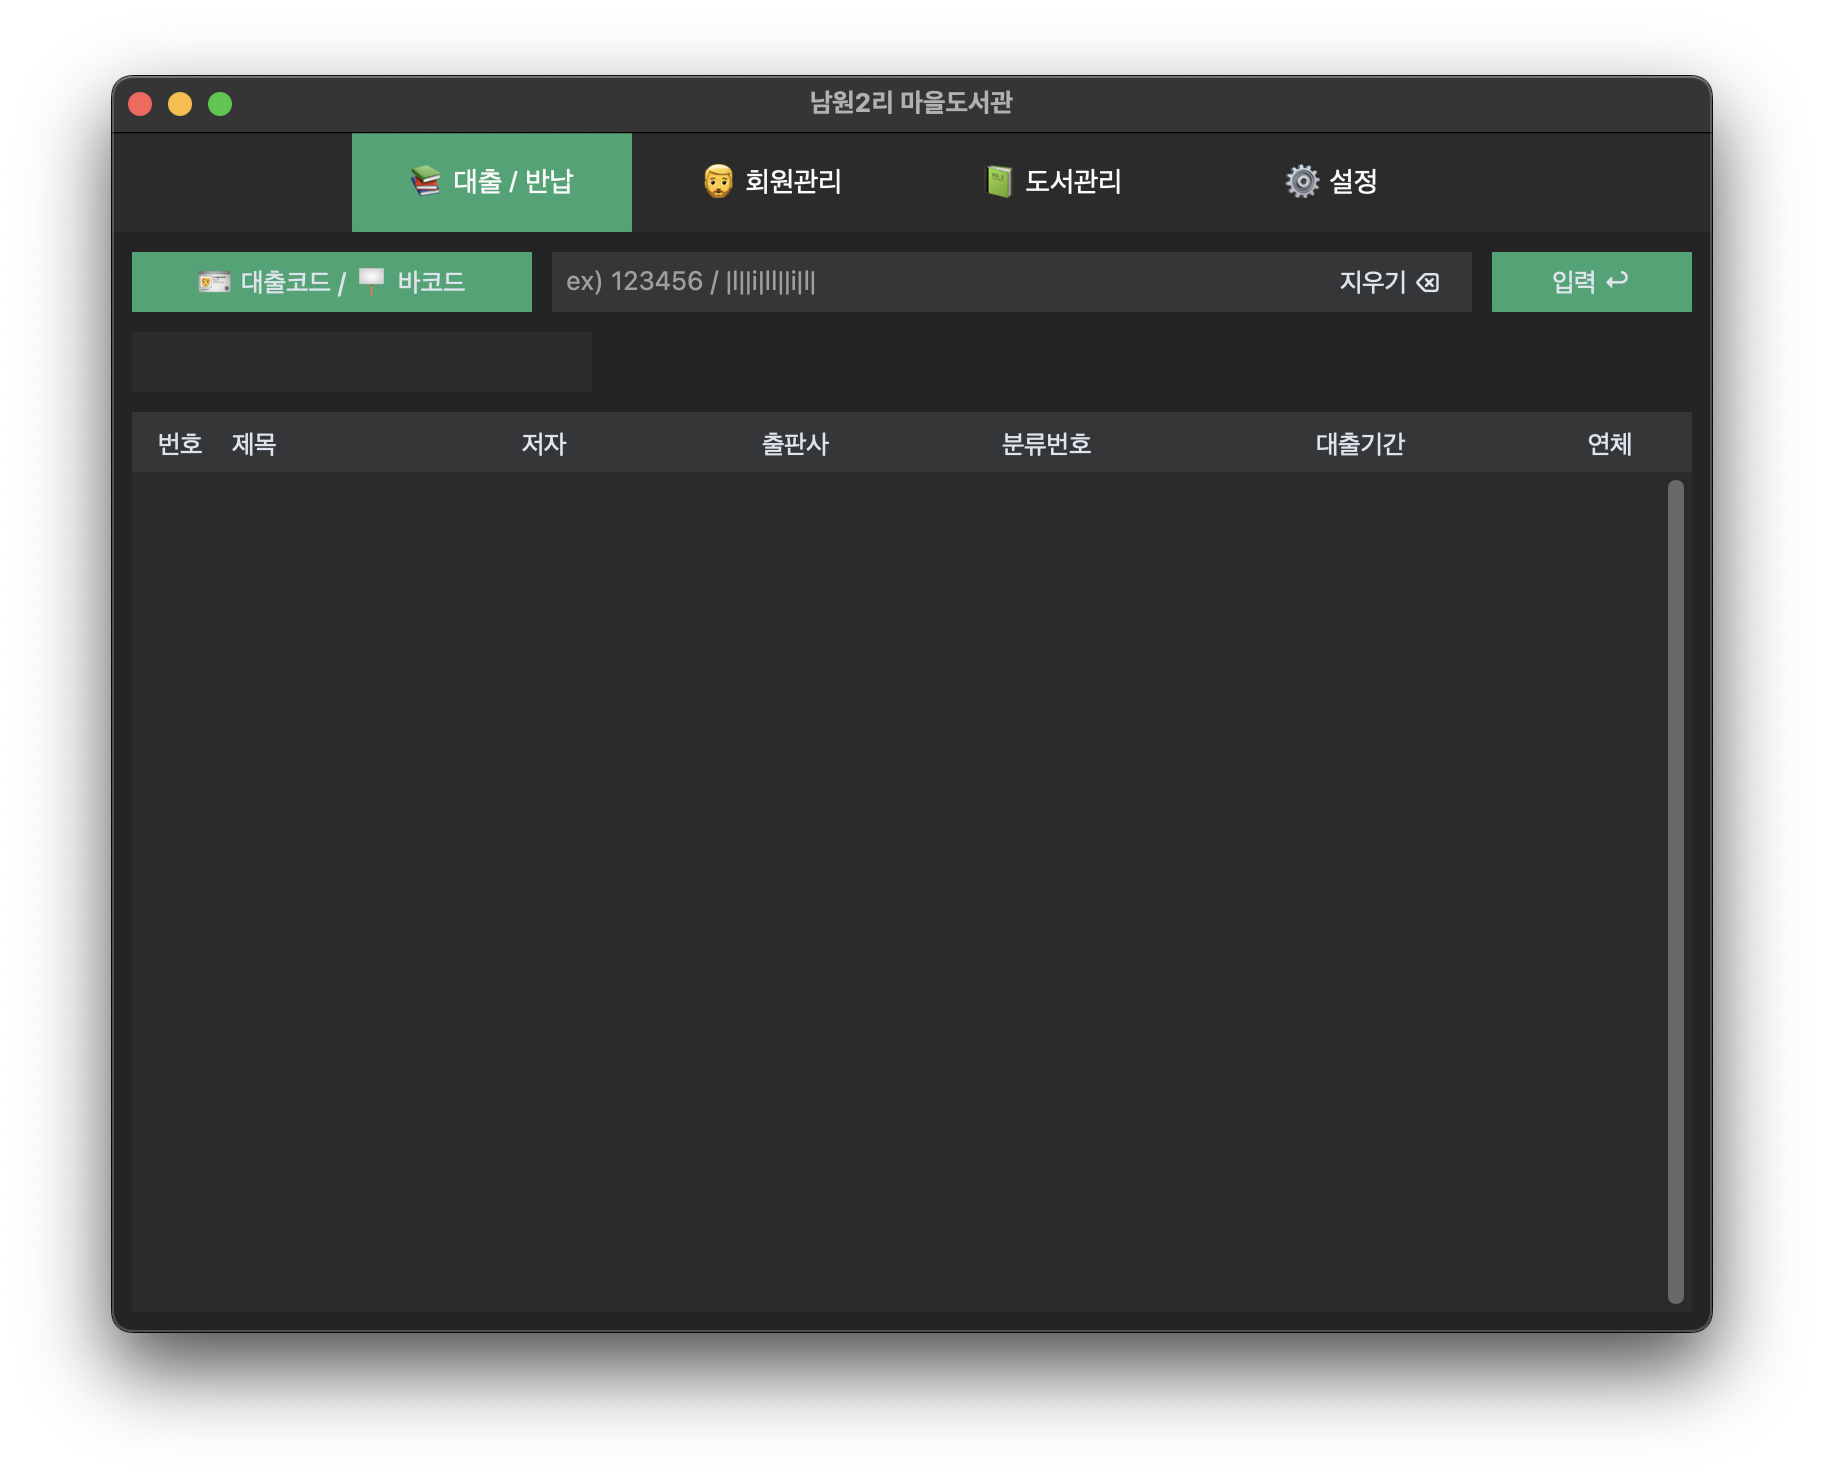 남원2리 마을도서관
📚 대출 / 반납 👨 회원관리 📗 도서관리 ⚙️ 설정
🪪 대출코드 / 🪧 바코드 ex) 123456 / 지우기 ⌫ 입력 ↩
번호 제목 저자 출판사 분류번호 대출기간 연체